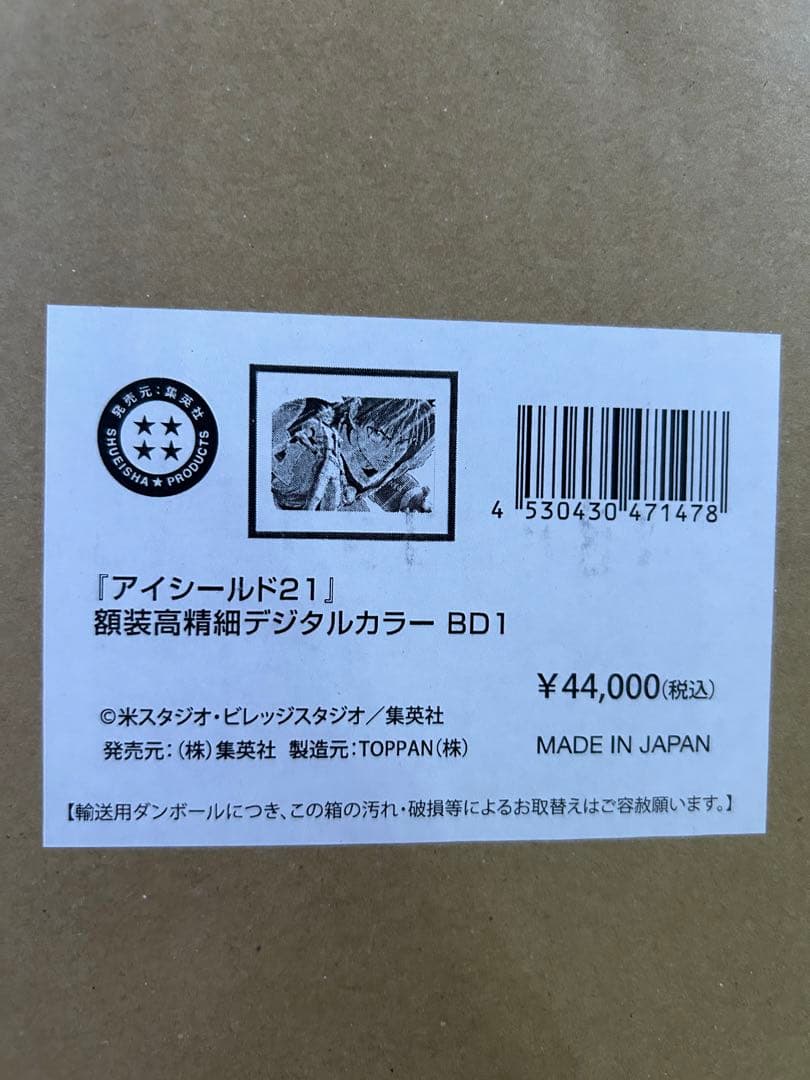 発売元：集英社
SHUEISHA★PRODUCTS
4 530430 471478
『アイシールド21』
額装高精細デジタルカラー BD1
￥44,000(税込)
©米スタジオ・ビレッジスタジオ／集英社
発売元：(株)集英社 製造元：TOPPAN(株)
MADE IN JAPAN
【輸送用ダンボールにつき、この箱の汚れ・破損等によるお取替えはご容赦願います。】